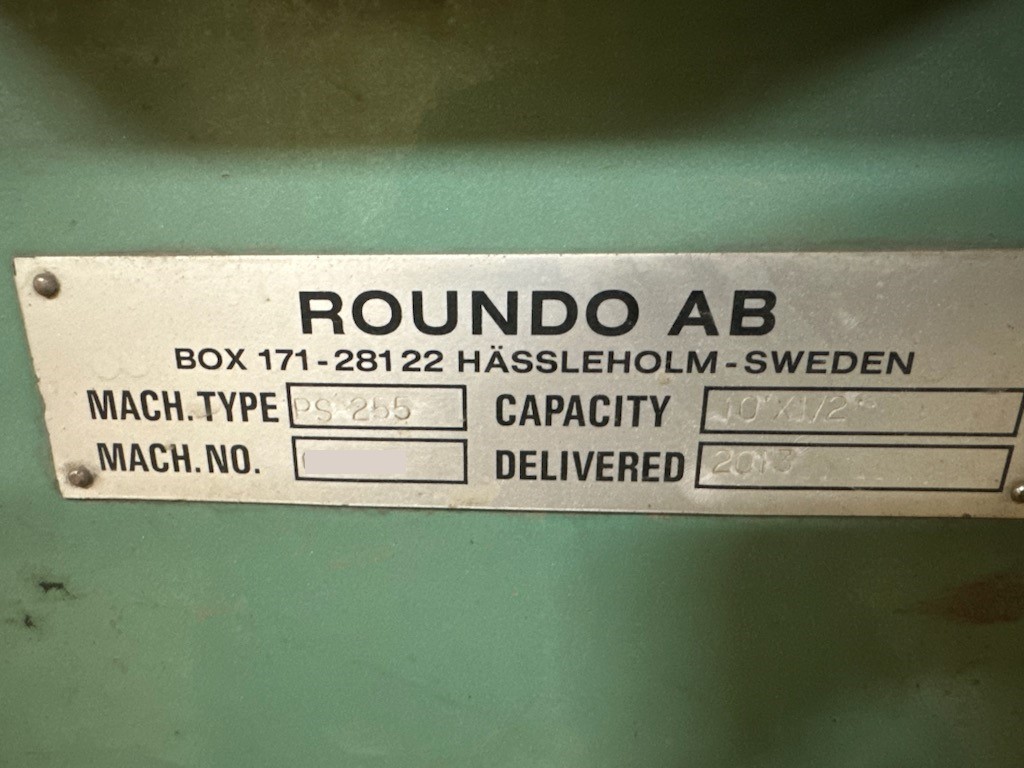 ROUNDO AB
BOX 171-28122 HÄSSLEHOLM-SWEDEN
MACH. TYPE PS 255 CAPACITY 10"X1/2"
MACH. NO. DELIVERED 2013